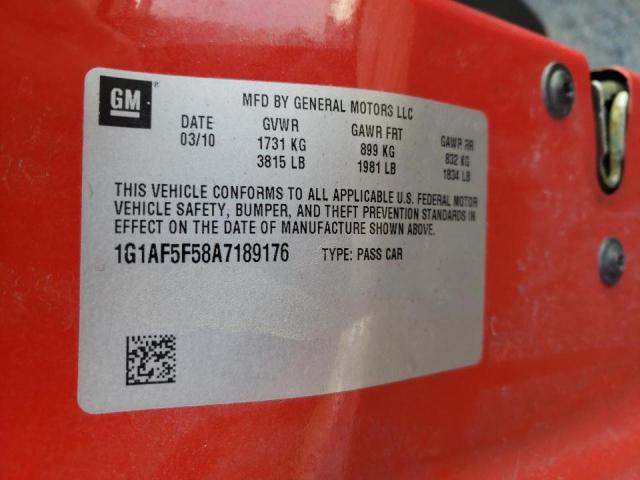 GM
MFD BY GENERAL MOTORS LLC
DATE GVWR GAWR FRT GAWR RR
03/10 1731 KG 899 KG 832 KG
3815 LB 1981 LB 1834 LB
THIS VEHICLE CONFORMS TO ALL APPLICABLE U.S. FEDERAL MOTOR
VEHICLE SAFETY, BUMPER, AND THEFT PREVENTION STANDARDS IN
EFFECT ON THE DATE OF MANUFACTURE SHOWN ABOVE.
1G1AF5F58A7189176 TYPE: PASS CAR